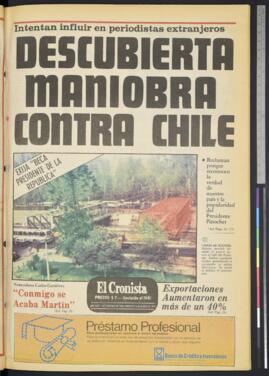 Intentan influir en periodistas extranjeros
DESCUBIERTA
MANIOBRA
CONTRA CHILE
EXIJA "BECA
PRESIDENTE DE LA
REPUBLICA"
• Reclaman
porque
reconocen
la
verdad de
nuestro
país y la
popularidad
del
Presidente
Pinochet
"Conmigo se
Acaba Martín"
El Cronista
Exportaciones
Aumentaron en
más de un 40%
Préstamo Profesional
Banco de Crédito e Inversiones